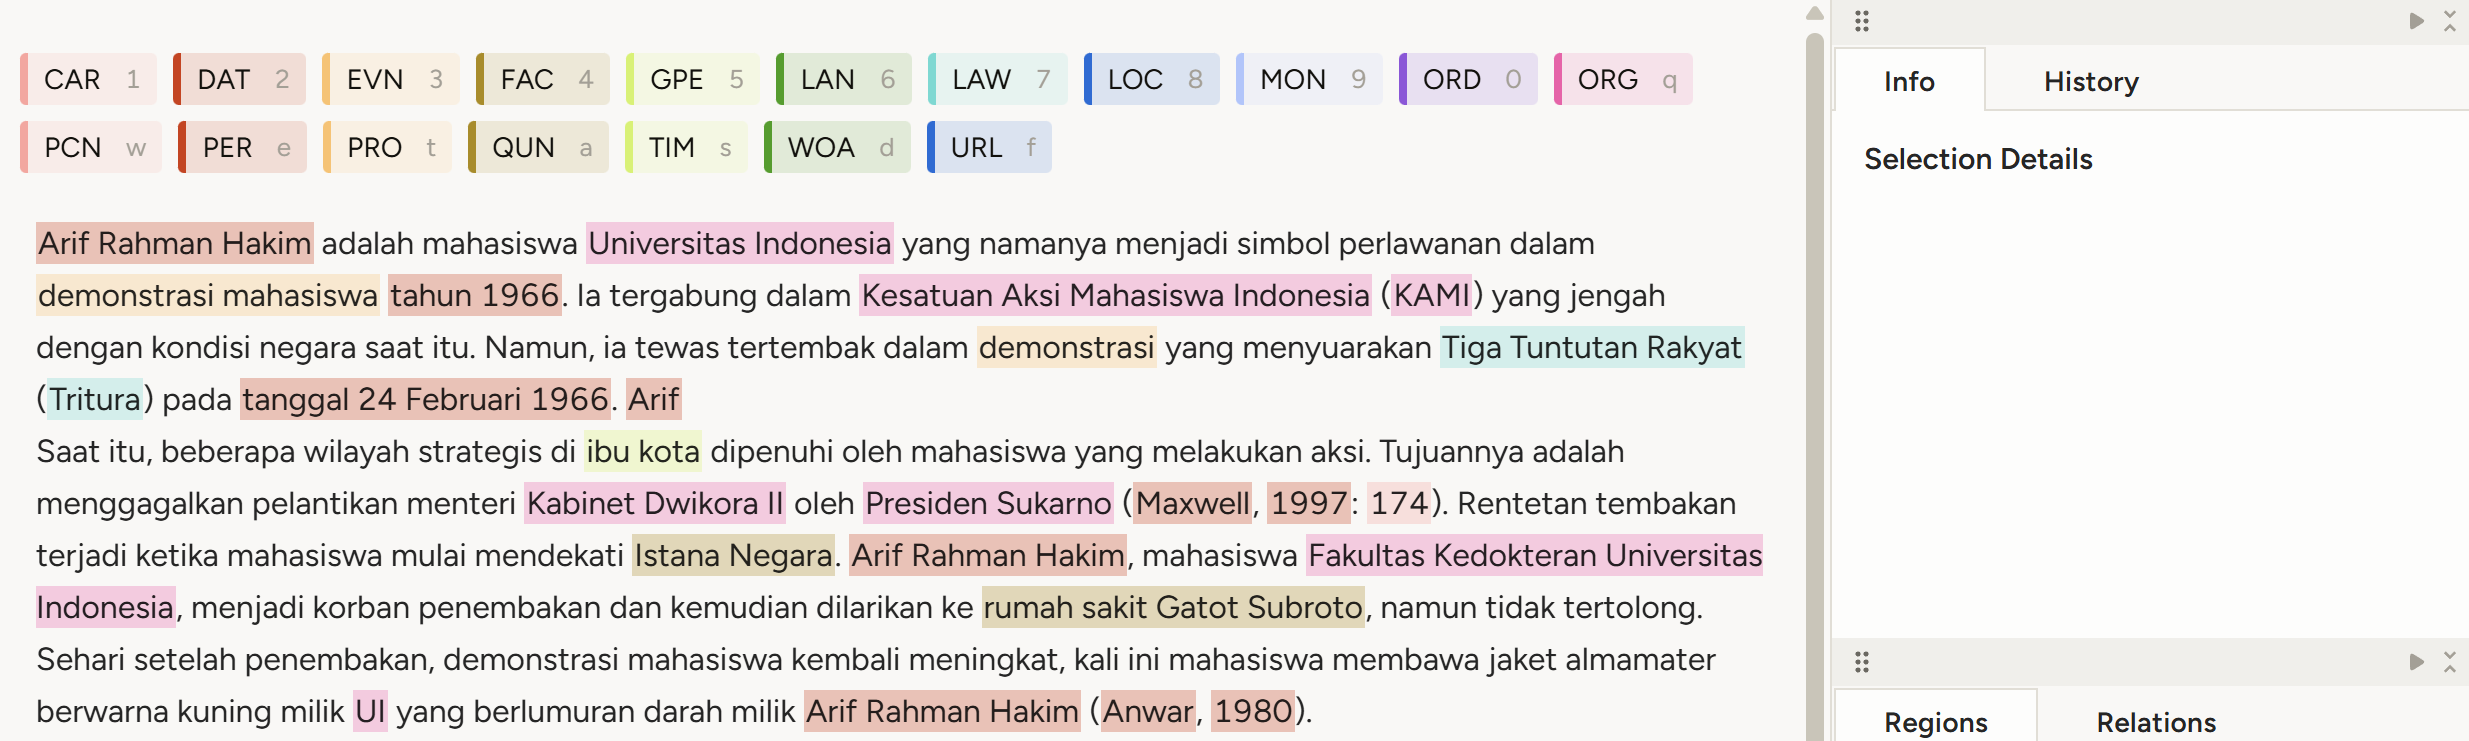 CAR 1 DAT 2 EVN 3 FAC 4 GPE 5 LAN 6 LAW 7 LOC 8 MON 9 ORD 0 ORG q
PCN w PER e PRO t QUN a TIM s WOA d URL f
Arif Rahman Hakim adalah mahasiswa Universitas Indonesia yang namanya menjadi simbol perlawanan dalam
demonstrasi mahasiswa tahun 1966. Ia tergabung dalam Kesatuan Aksi Mahasiswa Indonesia (KAMI) yang jengah
dengan kondisi negara saat itu. Namun, ia tewas tertembak dalam demonstrasi yang menyuarakan Tiga Tuntutan Rakyat
(Tritura) pada tanggal 24 Februari 1966. Arif
Saat itu, beberapa wilayah strategis di ibu kota dipenuhi oleh mahasiswa yang melakukan aksi. Tujuannya adalah
menggagalkan pelantikan menteri Kabinet Dwikora II oleh Presiden Sukarno (Maxwell, 1997: 174). Rentetan tembakan
terjadi ketika mahasiswa mulai mendekati Istana Negara. Arif Rahman Hakim, mahasiswa Fakultas Kedokteran Universitas
Indonesia, menjadi korban penembakan dan kemudian dilarikan ke rumah sakit Gatot Subroto, namun tidak tertolong.
Sehari setelah penembakan, demonstrasi mahasiswa kembali meningkat, kali ini mahasiswa membawa jaket almamater
berwarna kuning milik UI yang berlumuran darah milik Arif Rahman Hakim (Anwar, 1980).
Info History
Selection Details
Regions Relations